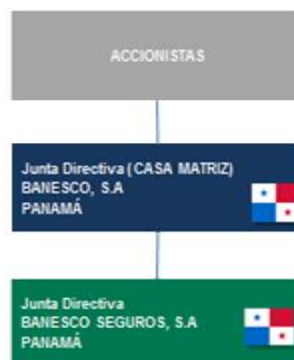 ACCIONISTAS
Junta Directiva (CASA MATRIZ)
BANESCO, S.A
PANAMÁ
Junta Directiva
BANESCO SEGUROS, S.A
PANAMÁ